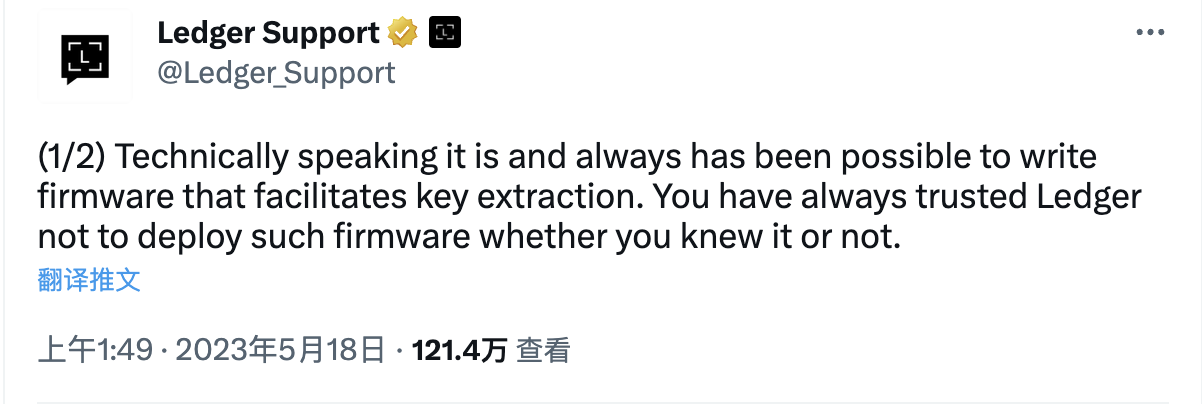 Ledger Support
@Ledger_Support
(1/2) Technically speaking it is and always has been possible to write
firmware that facilitates key extraction. You have always trusted Ledger
not to deploy such firmware whether you knew it or not.
翻译推文
上午1:49 · 2023年5月18日 · 121.4万 查看